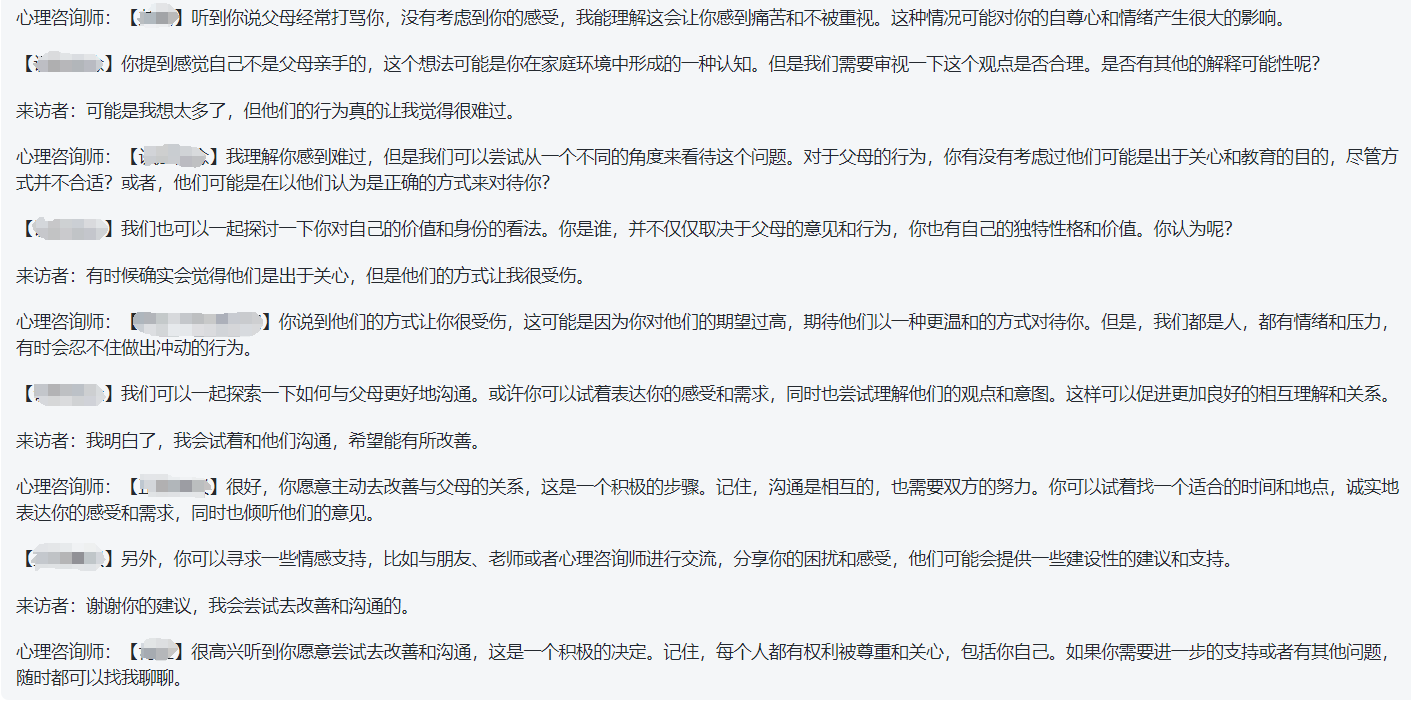 心理咨询师：【】听到你说父母经常打骂你，没有考虑到你的感受，我能理解这会让你感到痛苦和不被重视。这种情况可能对你的自尊心和情绪产生很大的影响。
【】你提到感觉自己不是父母亲手的，这个想法可能是你在家庭环境中形成的一种认知。但是我们需要审视一下这个观点是否合理。是否有其他的解释可能性呢？
来访者：可能是我想太多了，但他们的行为真的让我觉得很难过。
心理咨询师：【】我理解你感到难过，但是我们可以尝试从一个不同的角度来看待这个问题。对于父母的行为，你有没有考虑过他们可能是出于关心和教育的目的，尽管方
式并不合适？或者，他们可能是在以他们认为是正确的方式来对待你？
【】我们也可以一起探讨一下你对自己的价值和身份的看法。你是谁，并不仅仅取决于父母的意见和行为，你也有自己的独特性格和价值。你认为呢？
来访者：有时候确实会觉得他们是出于关心，但是他们的方式让我很受伤。
心理咨询师：【】你说到他们的方式让你很受伤，这可能是因为你对他们的期望过高，期待他们以一种更温和的方式对待你。但是，我们都是人，都有情绪和压力，
有时会忍不住做出冲动的行为。
【】我们可以一起探索一下如何与父母更好地沟通。或许你可以试着表达你的感受和需求，同时也尝试理解他们的观点和意图。这样可以促进更加良好的相互理解和关系。
来访者：我明白了，我会试着和他们沟通，希望能有所改善。
心理咨询师：【】很好，你愿意主动去改善与父母的关系，这是一个积极的步骤。记住，沟通是相互的，也需要双方的努力。你可以试着找一个适合的时间和地点，诚实地
表达你的感受和需求，同时也倾听他们的意见。
【】另外，你可以寻求一些情感支持，比如与朋友、老师或者心理咨询师进行交流，分享你的困扰和感受，他们可能会提供一些建设性的建议和支持。
来访者：谢谢你的建议，我会尝试去改善和沟通的。
心理咨询师：【】很高兴听到你愿意尝试去改善和沟通，这是一个积极的决定。记住，每个人都有权利被尊重和关心，包括你自己。如果你需要进一步的支持或者有其他问题，
随时都可以找我聊聊。